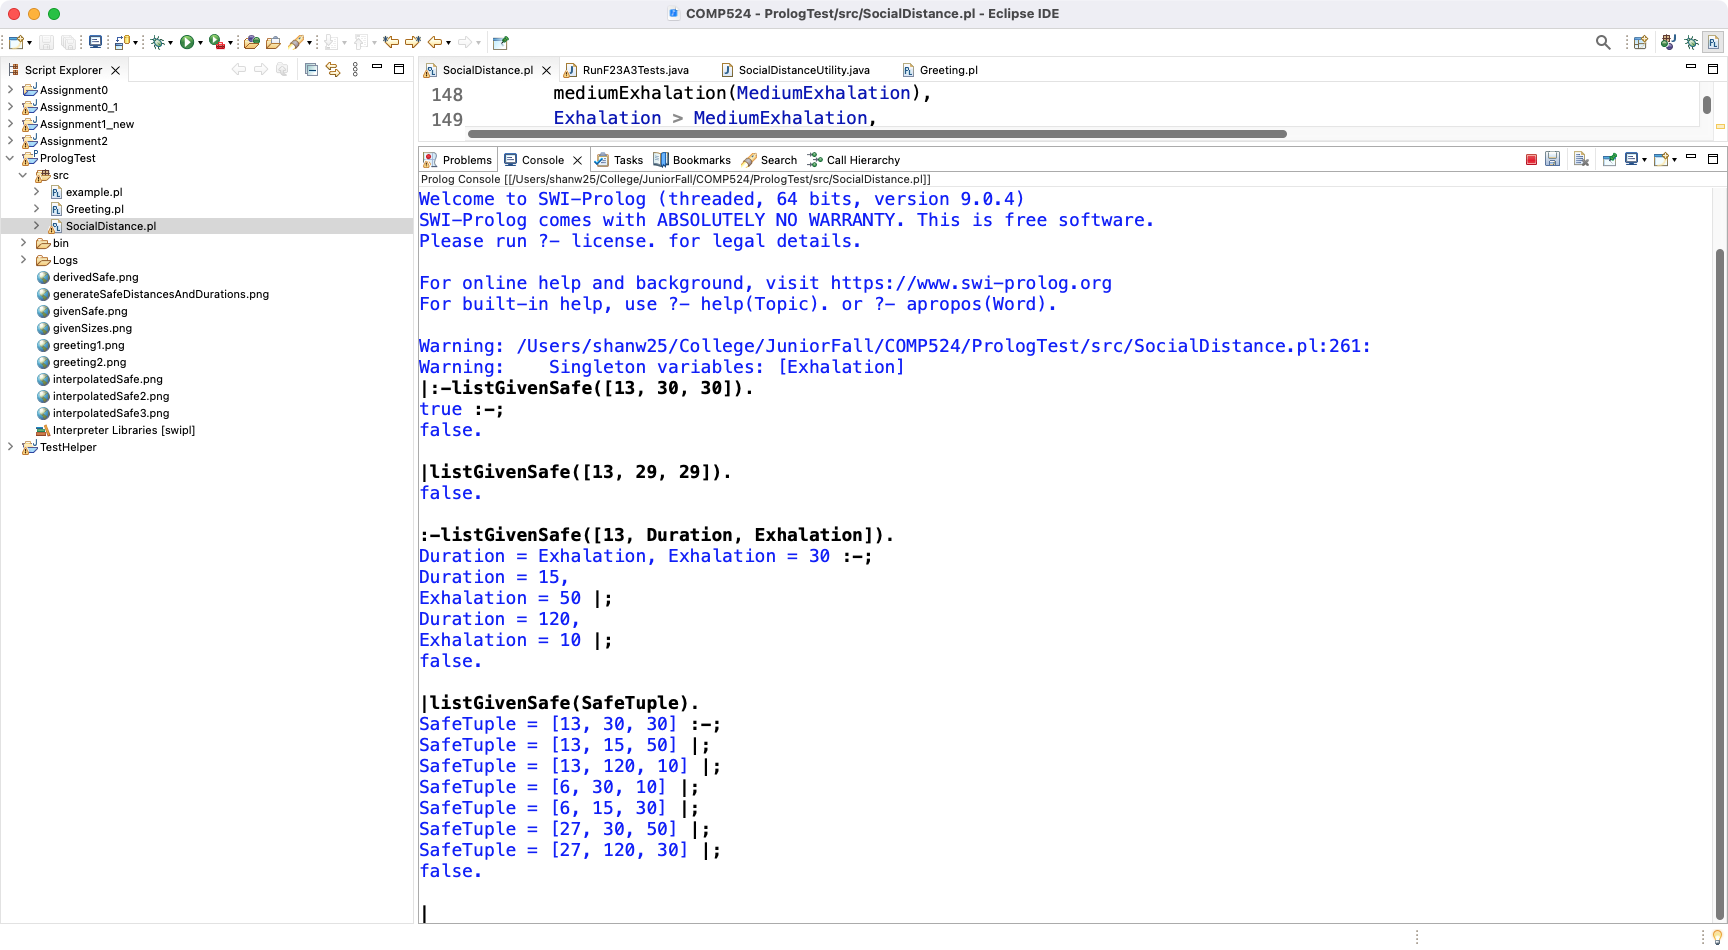 COMP524 - PrologTest/src/SocialDistance.pl - Eclipse IDE
Script Explorer
Assignment0
Assignment0_1
Assignment1_new
Assignment2
PrologTest
src
example.pl
Greeting.pl
SocialDistance.pl
bin
Logs
derivedSafe.png
generateSafeDistancesAndDurations.png
givenSafe.png
givenSizes.png
greeting1.png
greeting2.png
interpolatedSafe.png
interpolatedSafe2.png
interpolatedSafe3.png
Interpreter Libraries [swipl]
TestHelper
SocialDistance.pl RunF23A3Tests.java SocialDistanceUtility.java Greeting.pl
148 mediumExhalation(MediumExhalation),
149 Exhalation > MediumExhalation,
Problems Console Tasks Bookmarks Search Call Hierarchy
Prolog Console [[/Users/shanw25/College/JuniorFall/COMP524/PrologTest/src/SocialDistance.pl]]
Welcome to SWI-Prolog (threaded, 64 bits, version 9.0.4)
SWI-Prolog comes with ABSOLUTELY NO WARRANTY. This is free software.
Please run ?- license. for legal details.
For online help and background, visit https://www.swi-prolog.org
For built-in help, use ?- help(Topic). or ?- apropos(Word).
Warning: /Users/shanw25/College/JuniorFall/COMP524/PrologTest/src/SocialDistance.pl:261:
Warning:    Singleton variables: [Exhalation]
|:-listGivenSafe([13, 30, 30]).
true :-;
false.
|listGivenSafe([13, 29, 29]).
false.
:-listGivenSafe([13, Duration, Exhalation]).
Duration = Exhalation, Exhalation = 30 :-;
Duration = 15,
Exhalation = 50 |;
Duration = 120,
Exhalation = 10 |;
false.
|listGivenSafe(SafeTuple).
SafeTuple = [13, 30, 30] :-;
SafeTuple = [13, 15, 50] |;
SafeTuple = [13, 120, 10] |;
SafeTuple = [6, 30, 10] |;
SafeTuple = [6, 15, 30] |;
SafeTuple = [27, 30, 50] |;
SafeTuple = [27, 120, 30] |;
false.
|